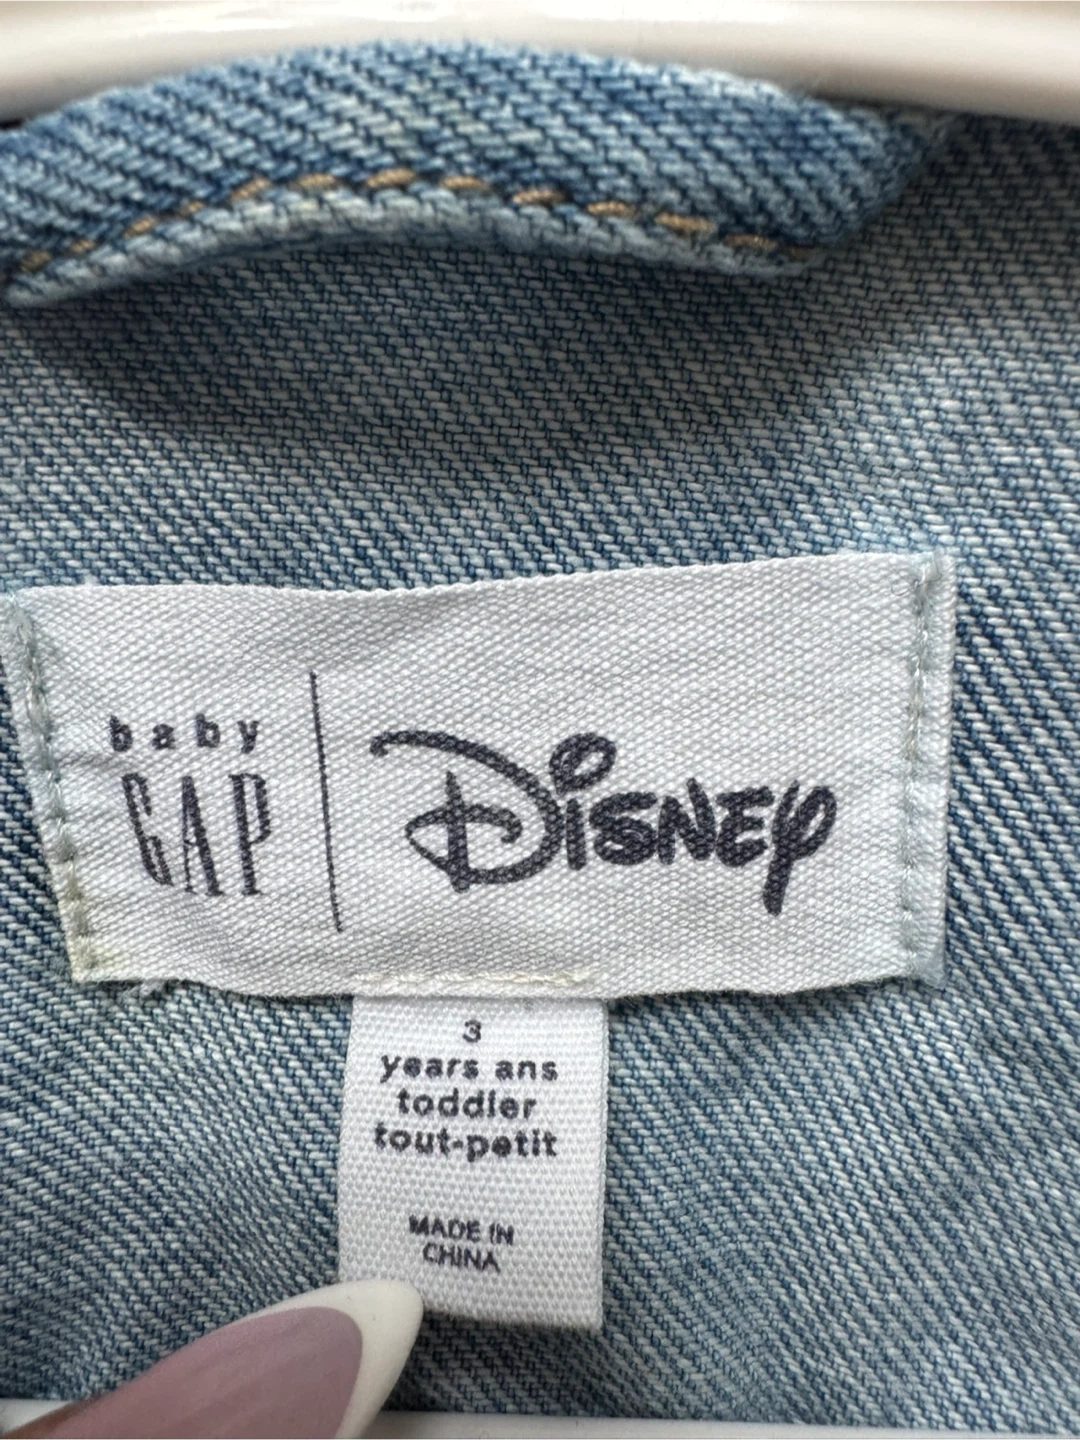 baby
GAP
Disney
3
years ans
toddler
tout-petit
MADE IN
CHINA